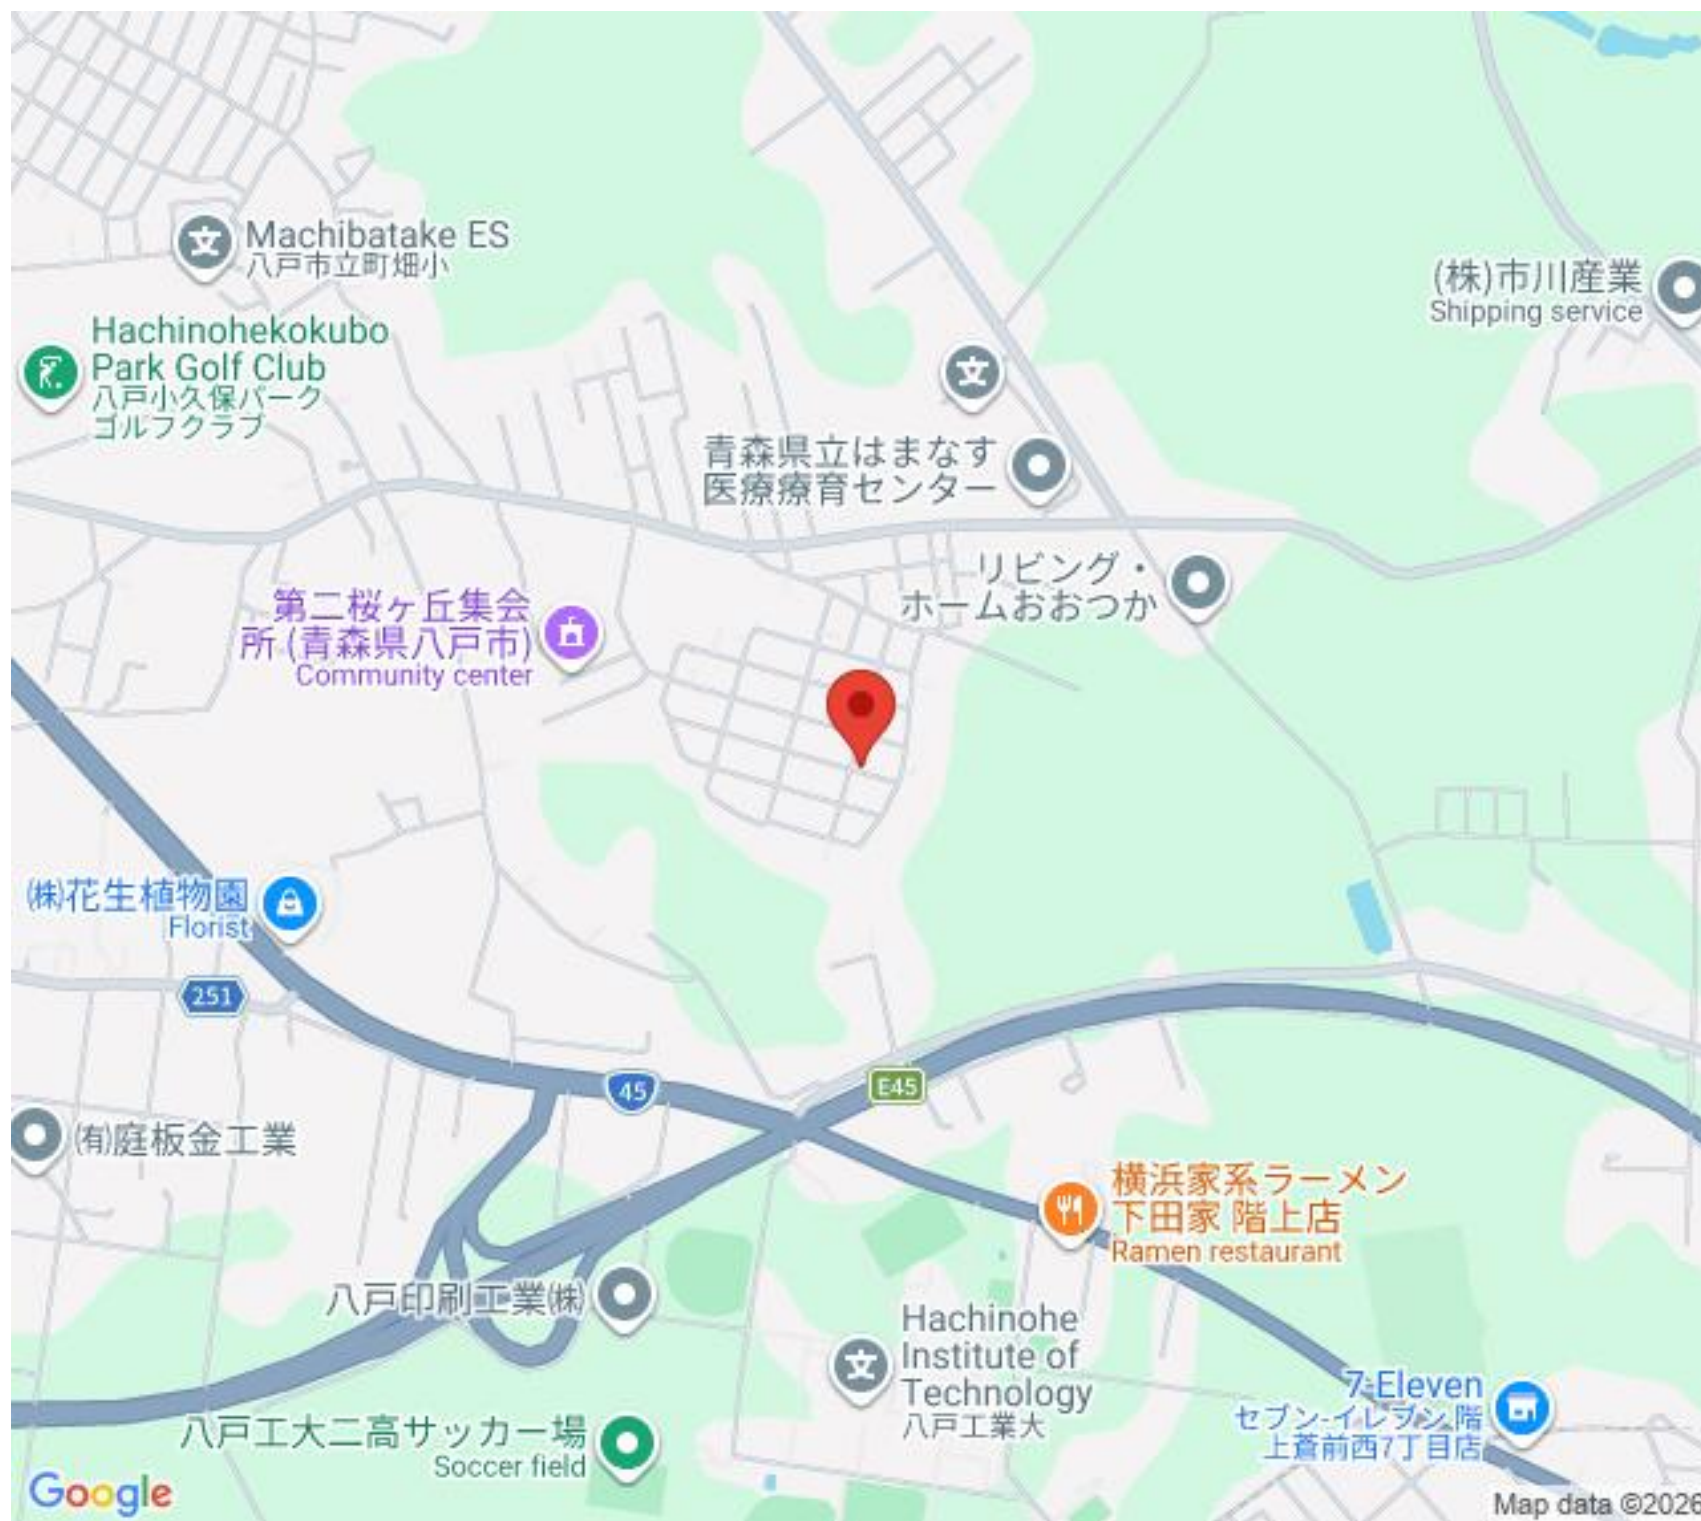 Machibatake ES
八戸市立町畑小
Hachinohekokubo
Park Golf Club
八戸小久保パーク
ゴルフクラブ
(株)市川産業
Shipping service
青森県立はまなす
医療療育センター
リビング・
ホームおおつか
第二桜ヶ丘集会
所 (青森県八戸市)
Community center
㈱花生植物園
Florist
251
45
E45
㈲庭板金工業
横浜家系ラーメン
下田家 階上店
Ramen restaurant
八戸印刷工業㈱
Hachinohe
Institute of
Technology
八戸工業大
7-Eleven
セブン-イレブン 階
上蒼前西7丁目店
八戸工大二高サッカー場
Soccer field
Google
Map data ©2026